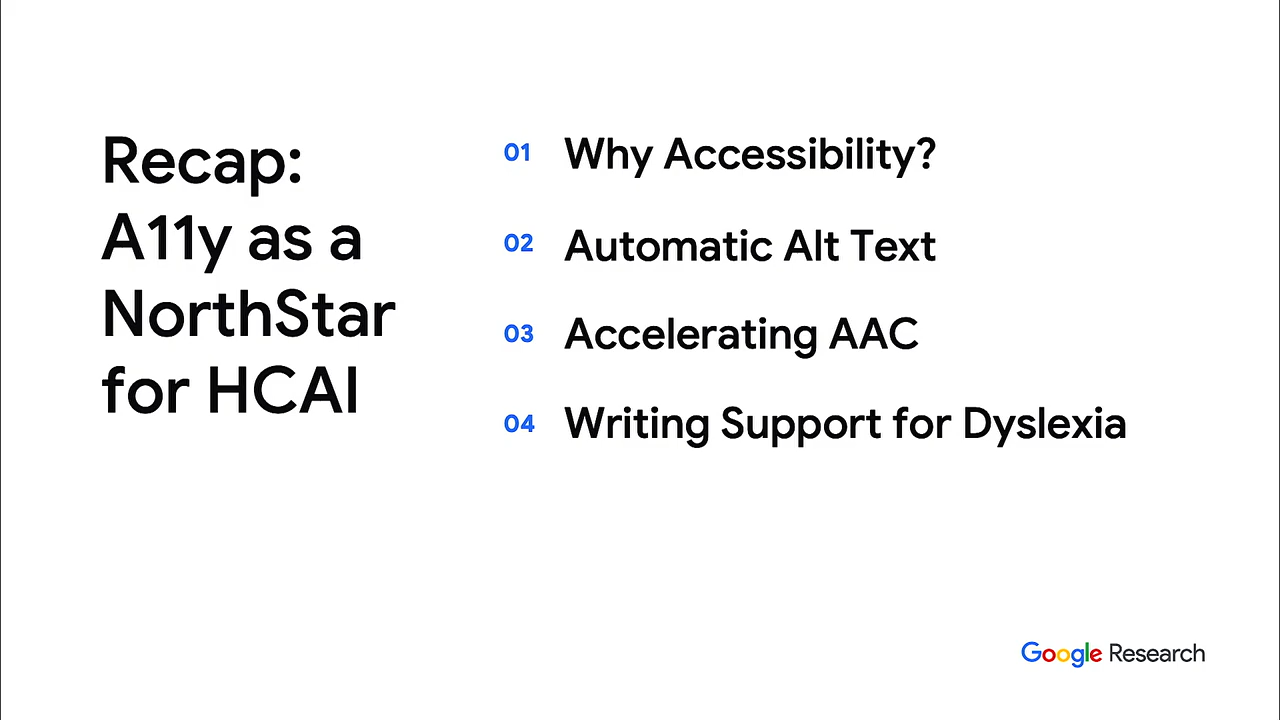 Recap:
A11y as a
NorthStar
for HCAI
01 Why Accessibility?
02 Automatic Alt Text
03 Accelerating AAC
04 Writing Support for Dyslexia
Google Research